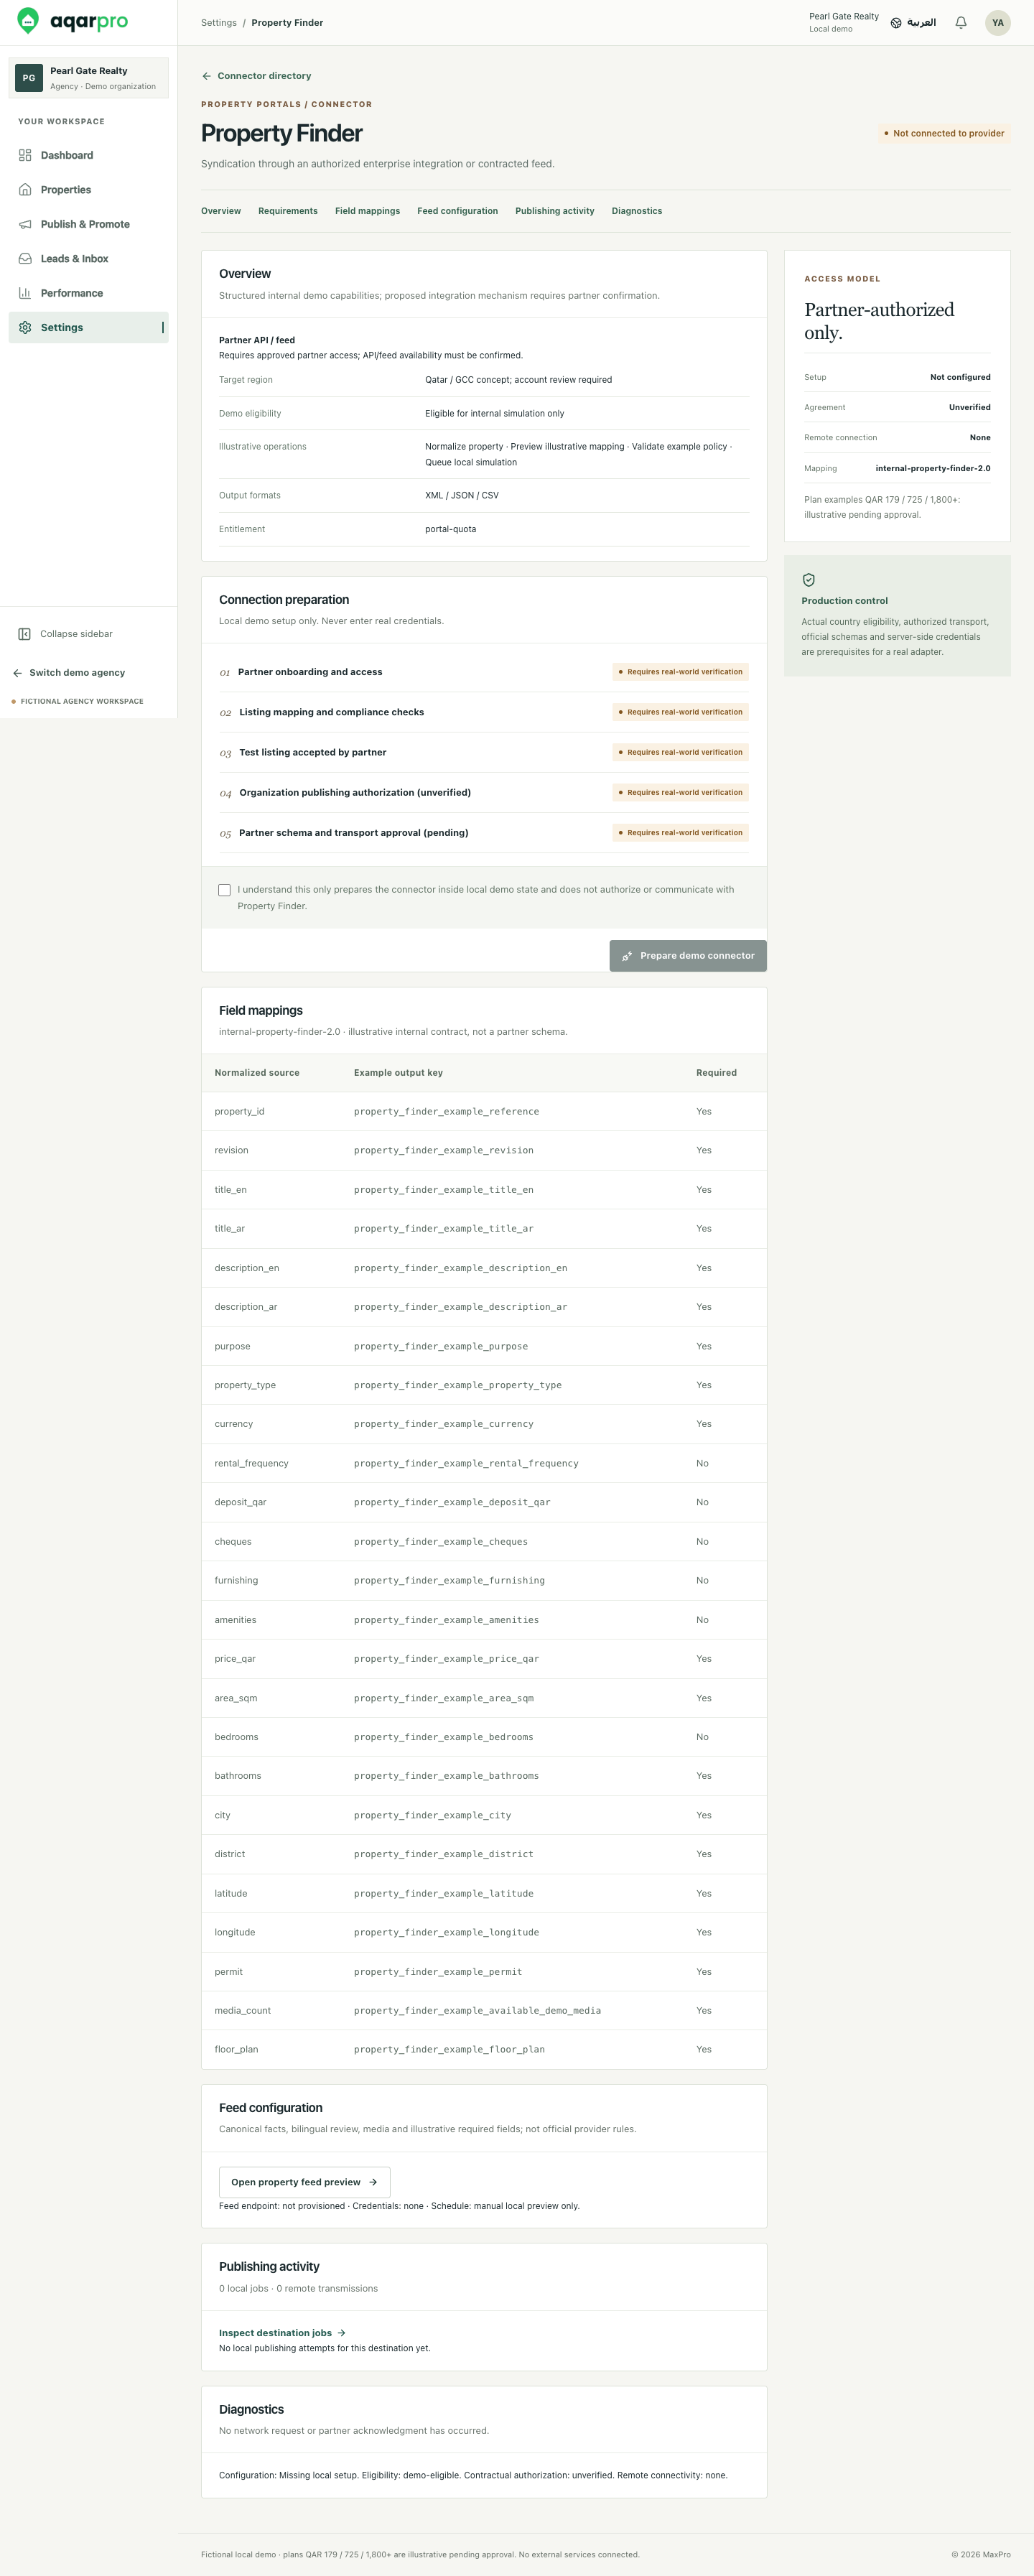 aqarpro
PG
Pearl Gate Realty
Agency · Demo organization
YOUR WORKSPACE
Dashboard
Properties
Publish & Promote
Leads & Inbox
Performance
Settings
Collapse sidebar
Switch demo agency
FICTIONAL AGENCY WORKSPACE
Settings / Property Finder
Pearl Gate Realty
Local demo
العربية
YA
Connector directory
PROPERTY PORTALS / CONNECTOR
Property Finder
Not connected to provider
Syndication through an authorized enterprise integration or contracted feed.
Overview Requirements Field mappings Feed configuration Publishing activity Diagnostics
Overview
Structured internal demo capabilities; proposed integration mechanism requires partner confirmation.
Partner API / feed
Requires approved partner access; API/feed availability must be confirmed.
Target region Qatar / GCC concept; account review required
Demo eligibility Eligible for internal simulation only
Illustrative operations Normalize property · Preview illustrative mapping · Validate example policy ·
Queue local simulation
Output formats XML / JSON / CSV
Entitlement portal-quota
ACCESS MODEL
Partner-authorized
only.
Setup Not configured
Agreement Unverified
Remote connection None
Mapping internal-property-finder-2.0
Plan examples QAR 179 / 725 / 1,800+:
illustrative pending approval.
Production control
Actual country eligibility, authorized transport,
official schemas and server-side credentials
are prerequisites for a real adapter.
Connection preparation
Local demo setup only. Never enter real credentials.
01 Partner onboarding and access Requires real-world verification
02 Listing mapping and compliance checks Requires real-world verification
03 Test listing accepted by partner Requires real-world verification
04 Organization publishing authorization (unverified) Requires real-world verification
05 Partner schema and transport approval (pending) Requires real-world verification
I understand this only prepares the connector inside local demo state and does not authorize or communicate with
Property Finder.
Prepare demo connector
Field mappings
internal-property-finder-2.0 · illustrative internal contract, not a partner schema.
Normalized source Example output key Required
property_id property_finder_example_reference Yes
revision property_finder_example_revision Yes
title_en property_finder_example_title_en Yes
title_ar property_finder_example_title_ar Yes
description_en property_finder_example_description_en Yes
description_ar property_finder_example_description_ar Yes
purpose property_finder_example_purpose Yes
property_type property_finder_example_property_type Yes
currency property_finder_example_currency Yes
rental_frequency property_finder_example_rental_frequency No
deposit_qar property_finder_example_deposit_qar No
cheques property_finder_example_cheques No
furnishing property_finder_example_furnishing No
amenities property_finder_example_amenities No
price_qar property_finder_example_price_qar Yes
area_sqm property_finder_example_area_sqm Yes
bedrooms property_finder_example_bedrooms No
bathrooms property_finder_example_bathrooms Yes
city property_finder_example_city Yes
district property_finder_example_district Yes
latitude property_finder_example_latitude Yes
longitude property_finder_example_longitude Yes
permit property_finder_example_permit Yes
media_count property_finder_example_available_demo_media Yes
floor_plan property_finder_example_floor_plan Yes
Feed configuration
Canonical facts, bilingual review, media and illustrative required fields; not official provider rules.
Open property feed preview
Feed endpoint: not provisioned · Credentials: none · Schedule: manual local preview only.
Publishing activity
0 local jobs · 0 remote transmissions
Inspect destination jobs
No local publishing attempts for this destination yet.
Diagnostics
No network request or partner acknowledgment has occurred.
Configuration: Missing local setup. Eligibility: demo-eligible. Contractual authorization: unverified. Remote connectivity: none.
Fictional local demo · plans QAR 179 / 725 / 1,800+ are illustrative pending approval. No external services connected.
© 2026 MaxPro